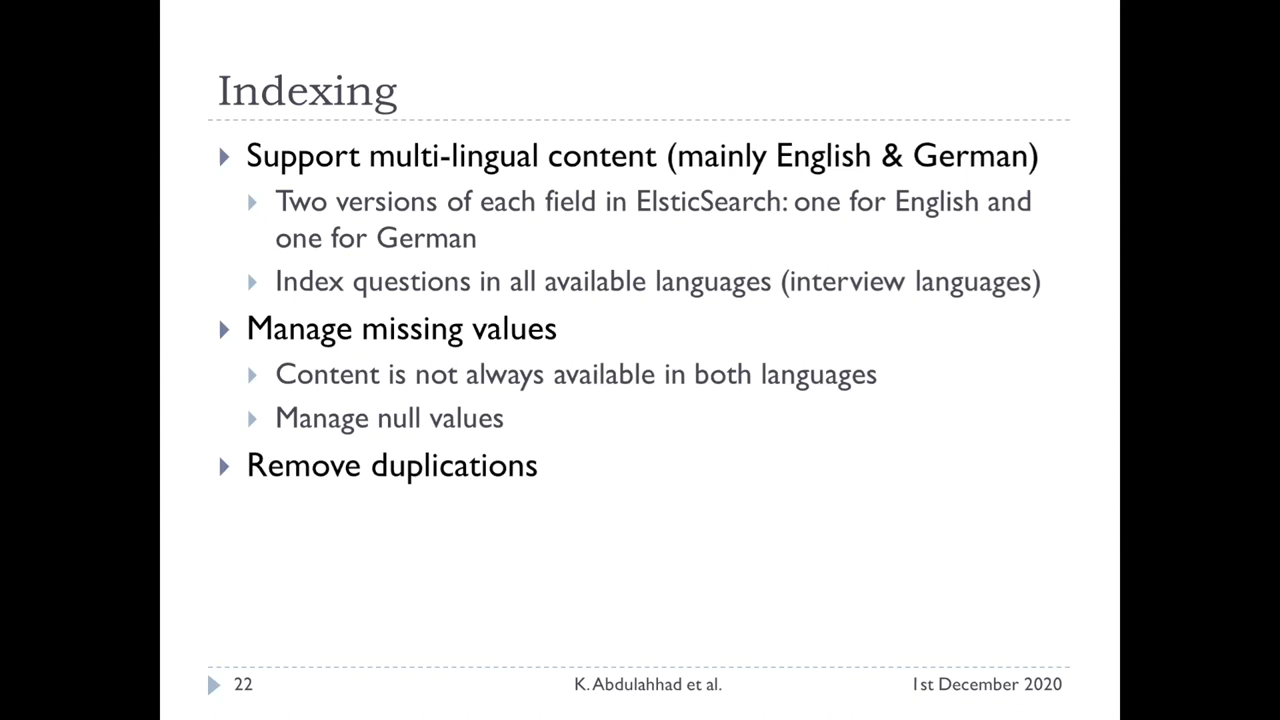 Indexing
Support multi-lingual content (mainly English & German)
Two versions of each field in ElsticSearch: one for English and
one for German
Index questions in all available languages (interview languages)
Manage missing values
Content is not always available in both languages
Manage null values
Remove duplications
22
K. Abdulahhad et al.
1st December 2020